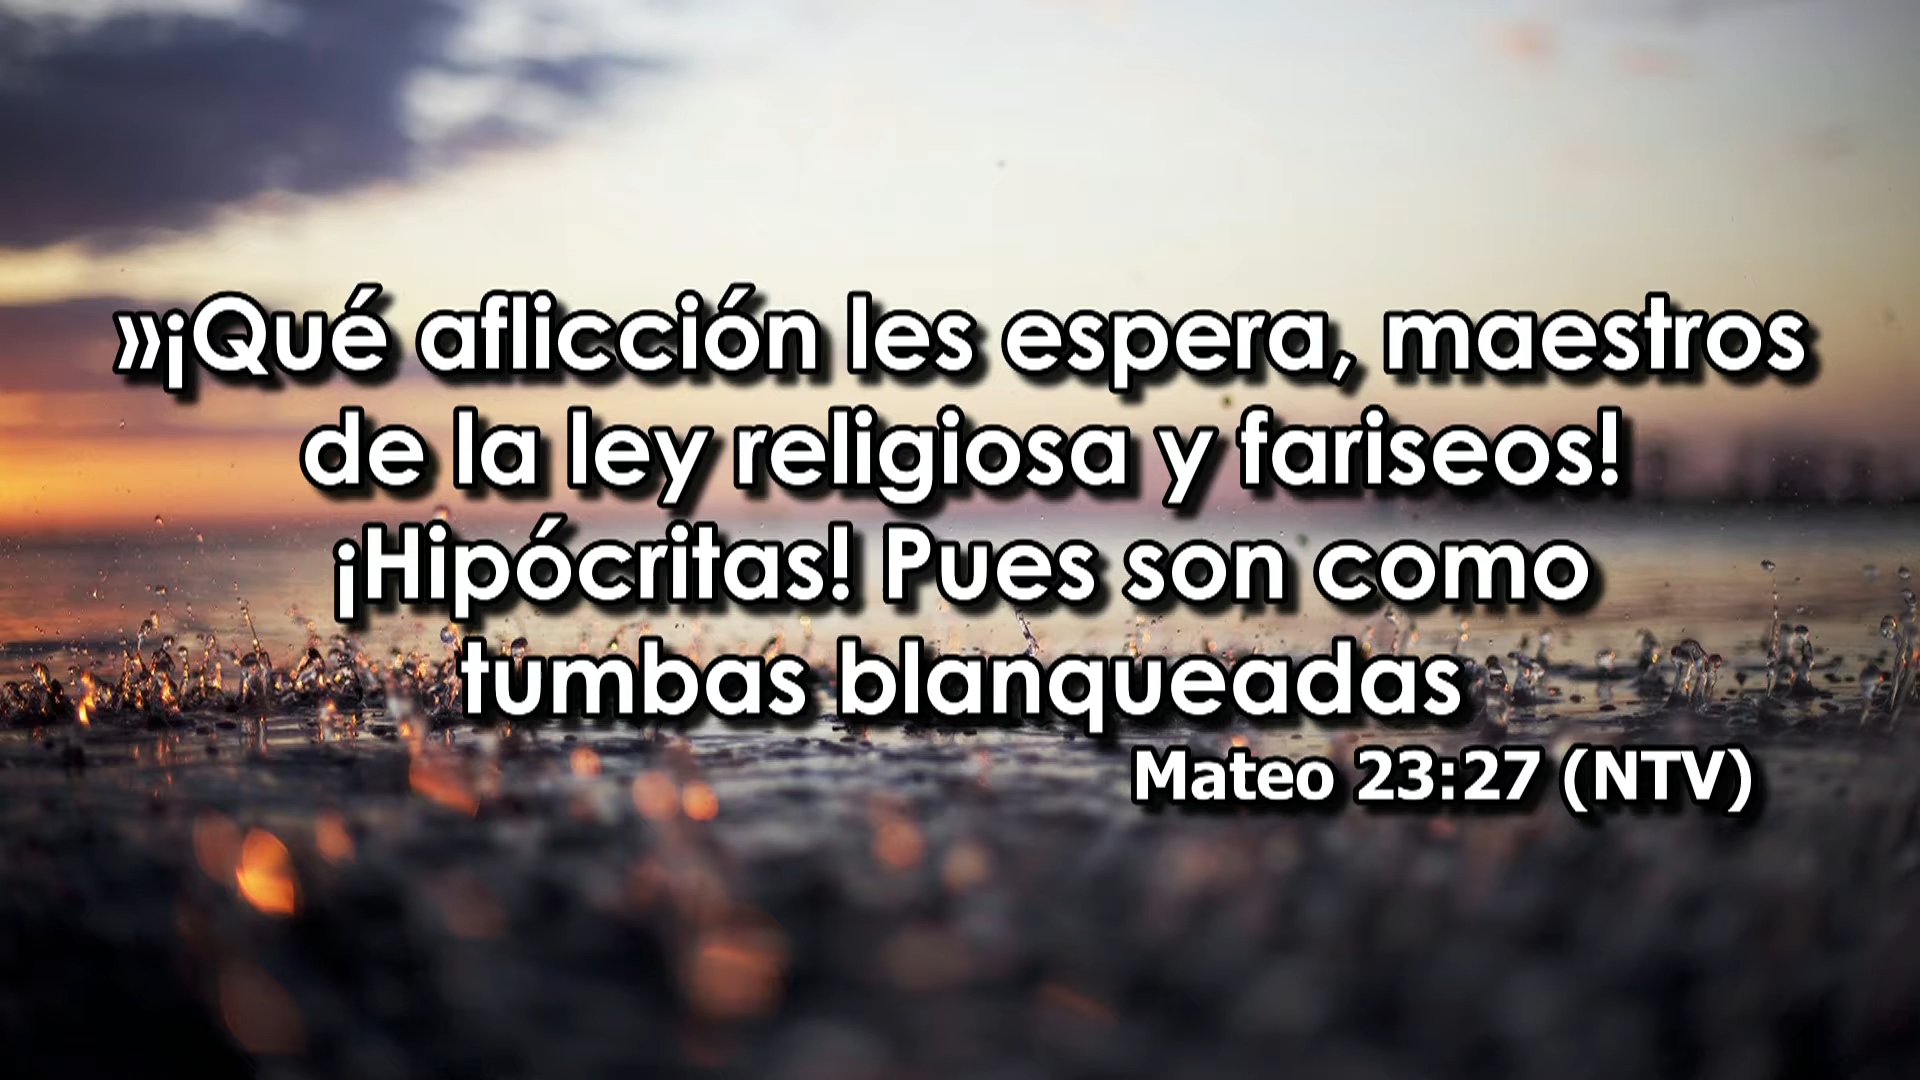 »¡Qué aflicción les espera, maestros
de la ley religiosa y fariseos!
¡Hipócritas! Pues son como
tumbas blanqueadas
Mateo 23:27 (NTV)